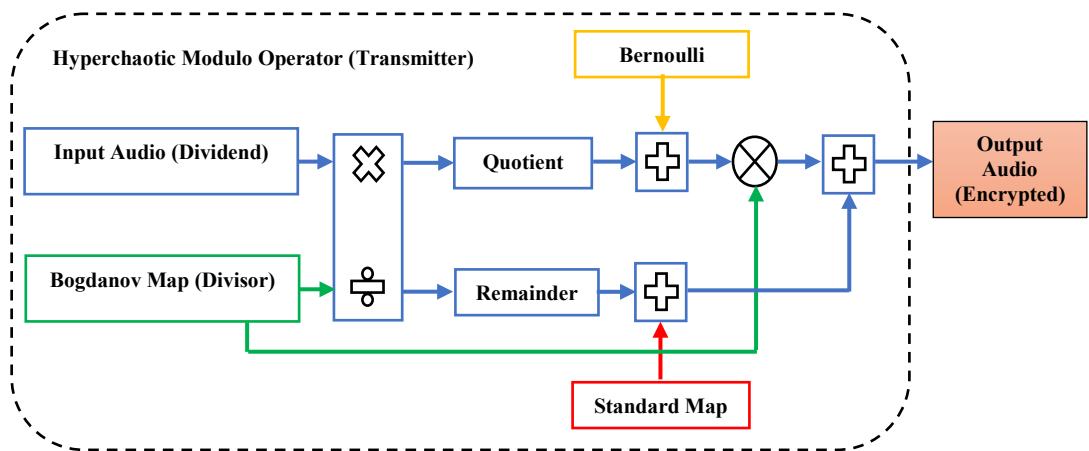 Hyperchaotic Modulo Operator (Transmitter)
Bernoulli
Input Audio (Dividend)
Quotient
Output
Audio
(Encrypted)
Bogdanov Map (Divisor)
Remainder
Standard Map